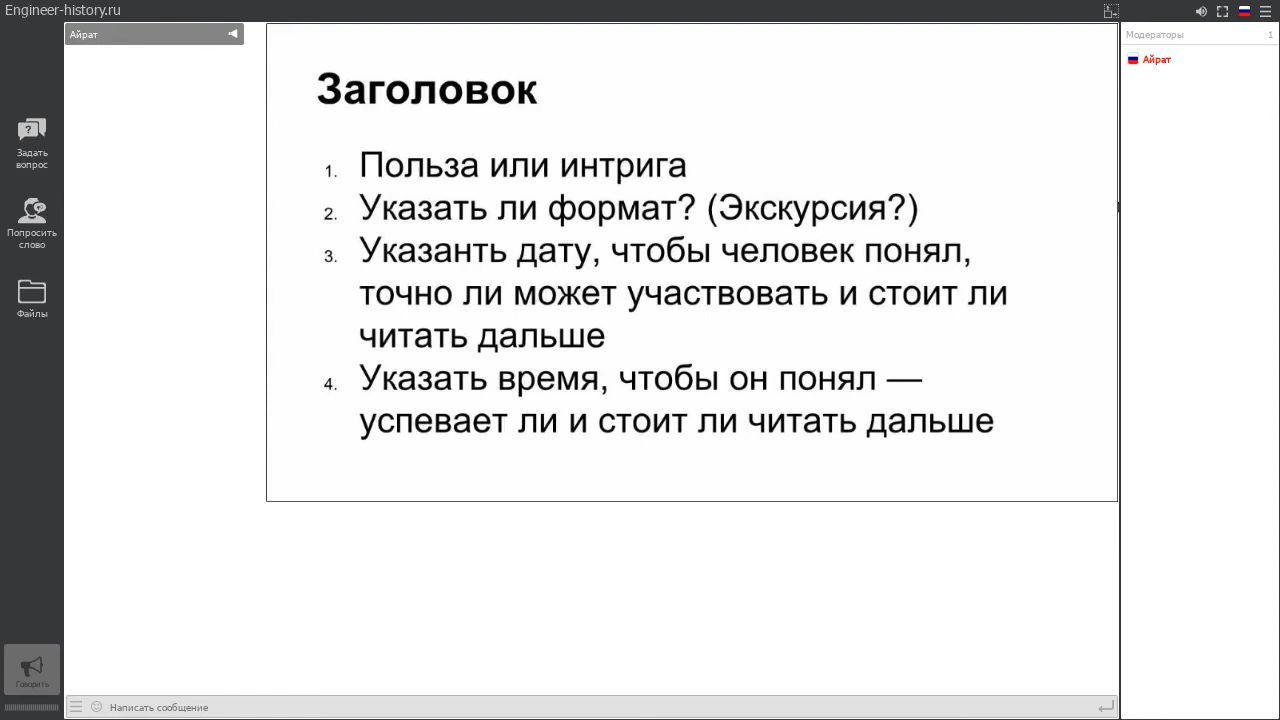 Engineer-history.ru
Айрат
Модераторы 1
Айрат
Задать
вопрос
Попросить
слово
Файлы
Говорить
Заголовок
1. Польза или интрига
2. Указать ли формат? (Экскурсия?)
3. Указанть дату, чтобы человек понял,
точно ли может участвовать и стоит ли
читать дальше
4. Указать время, чтобы он понял —
успевает ли и стоит ли читать дальше
Написать сообщение